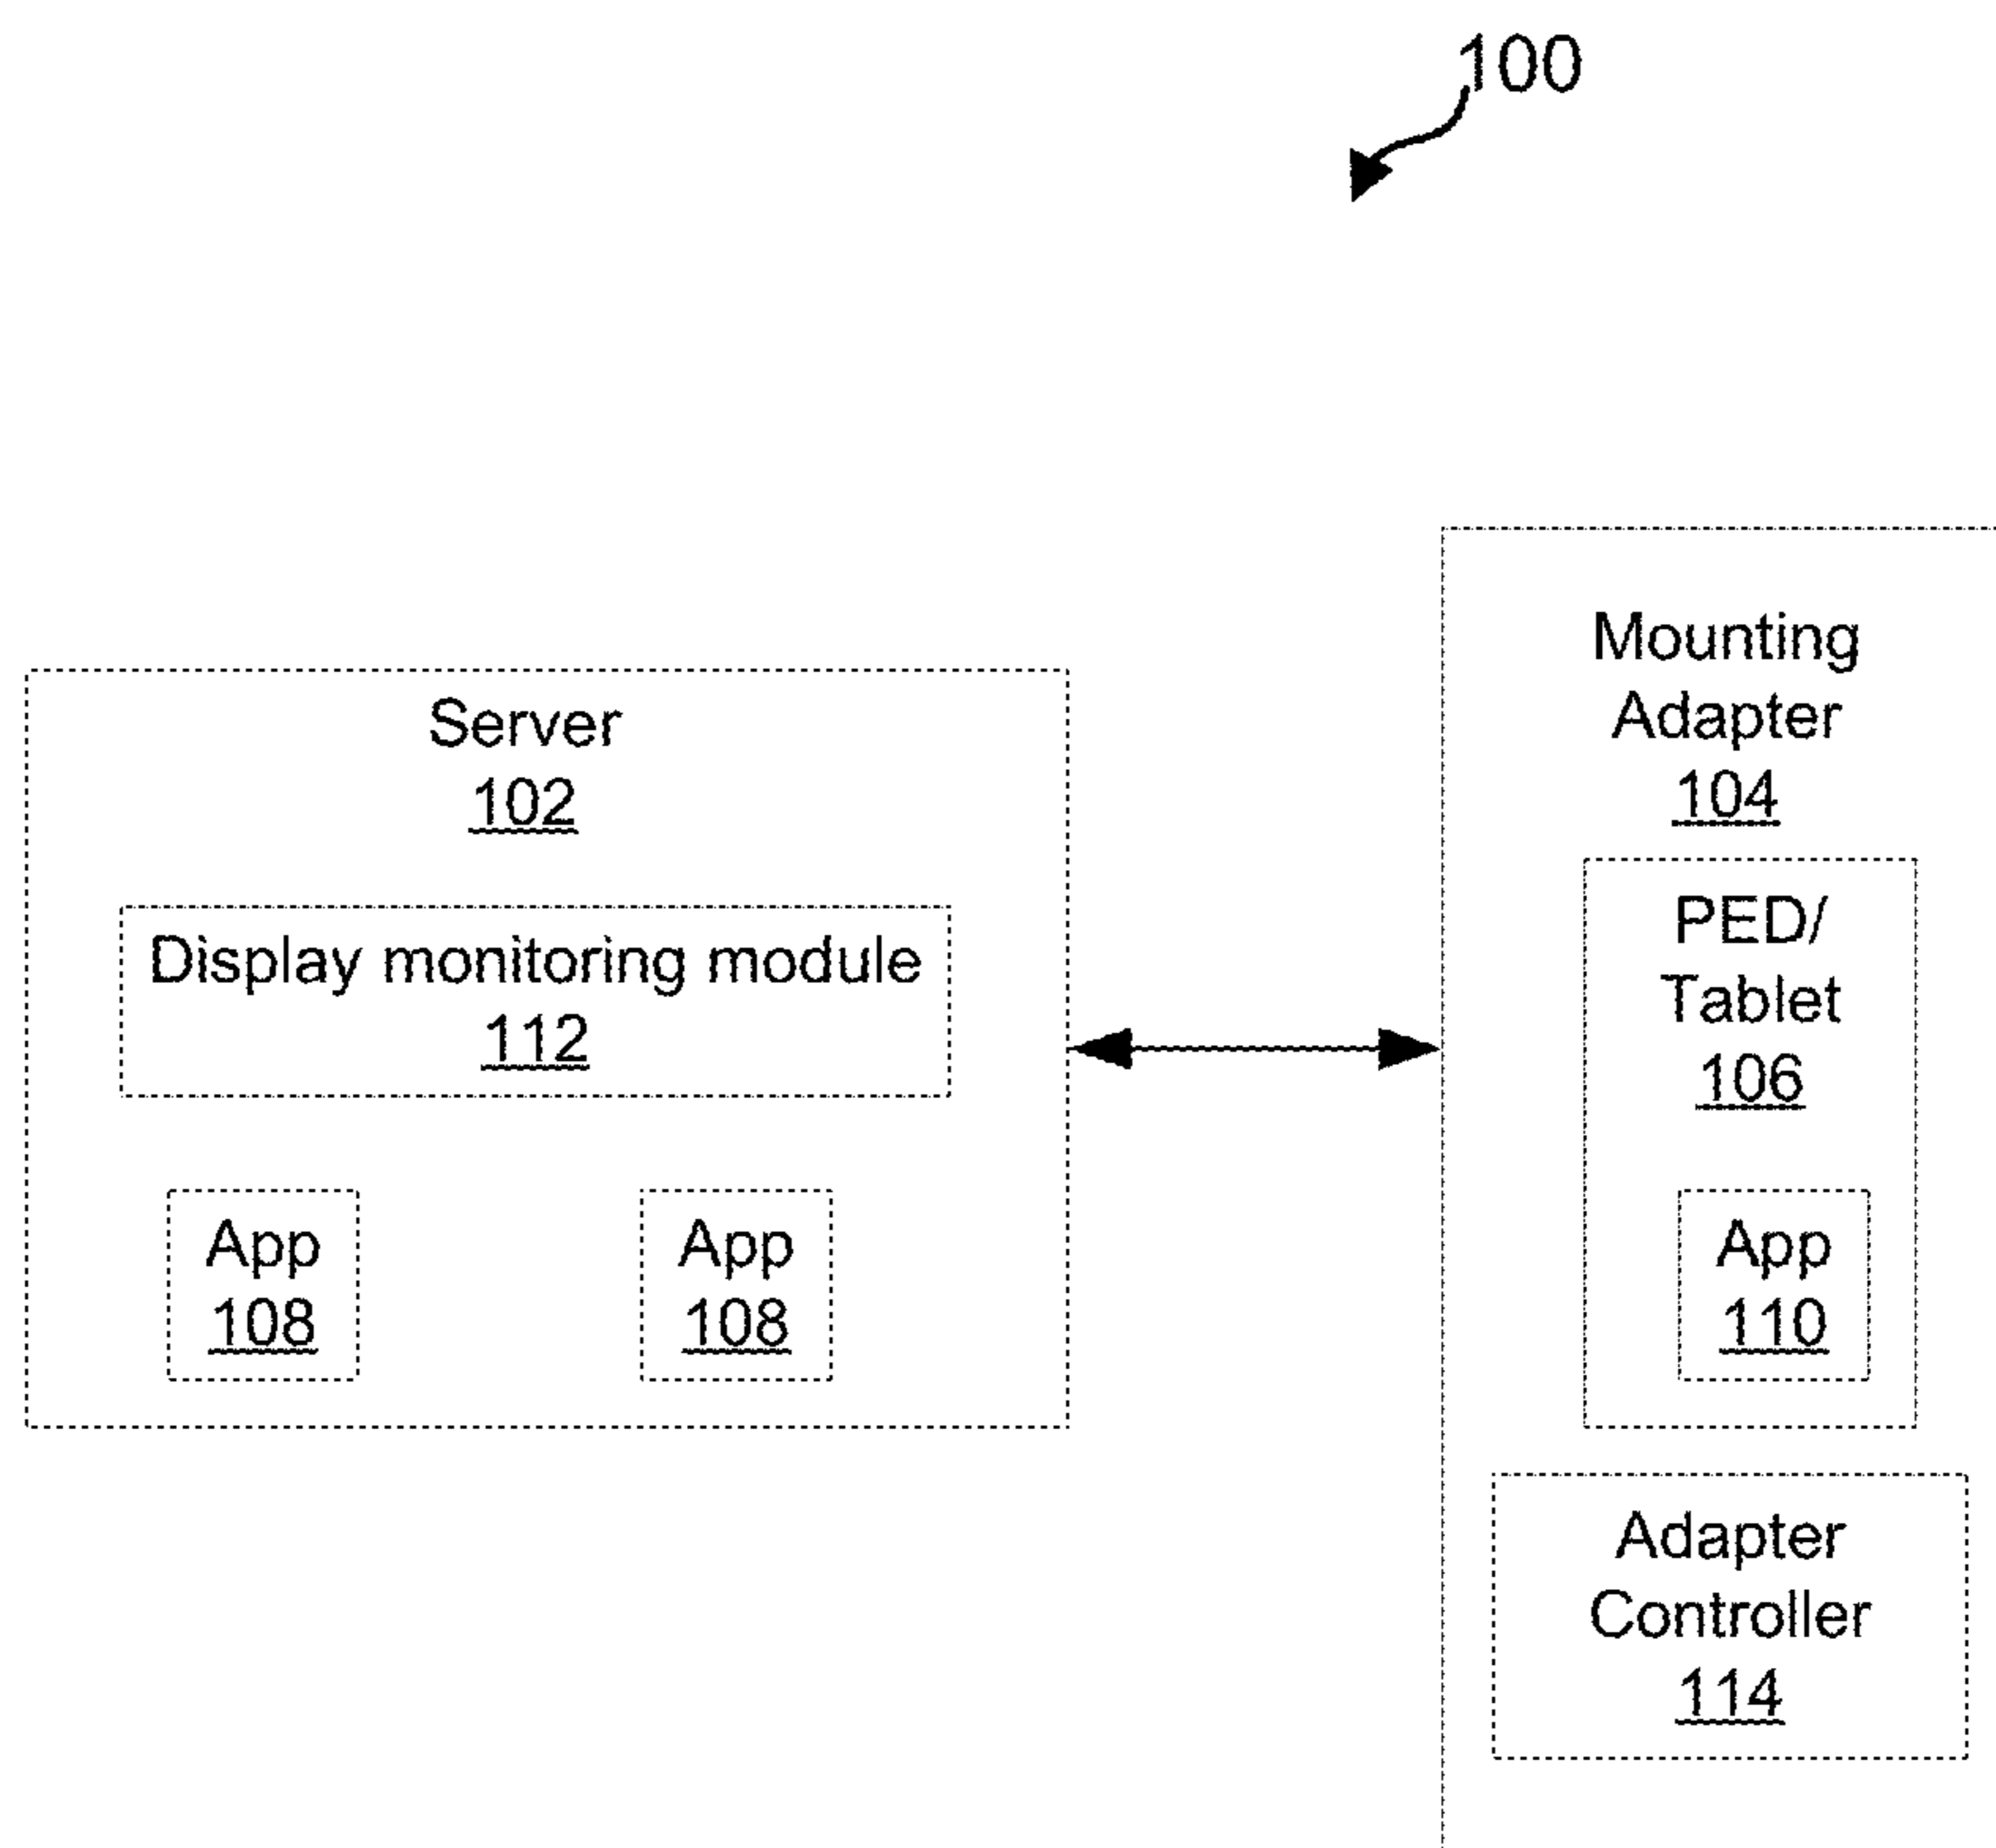 100
Server
102
Display monitoring module
112
App
108
App
108
Mounting
Adapter
104
PED/
Tablet
106
App
110
Adapter
Controller
114